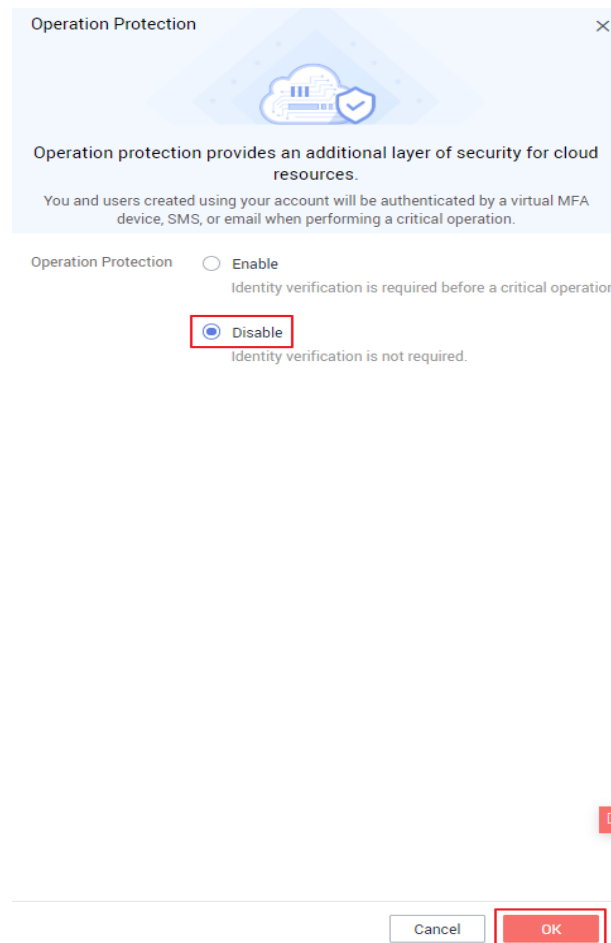 Operation Protection
Operation protection provides an additional layer of security for cloud
resources.
You and users created using your account will be authenticated by a virtual MFA
device, SMS, or email when performing a critical operation.
Operation Protection
Enable
Identity verification is required before a critical operation
Disable
Identity verification is not required.
Cancel
OK